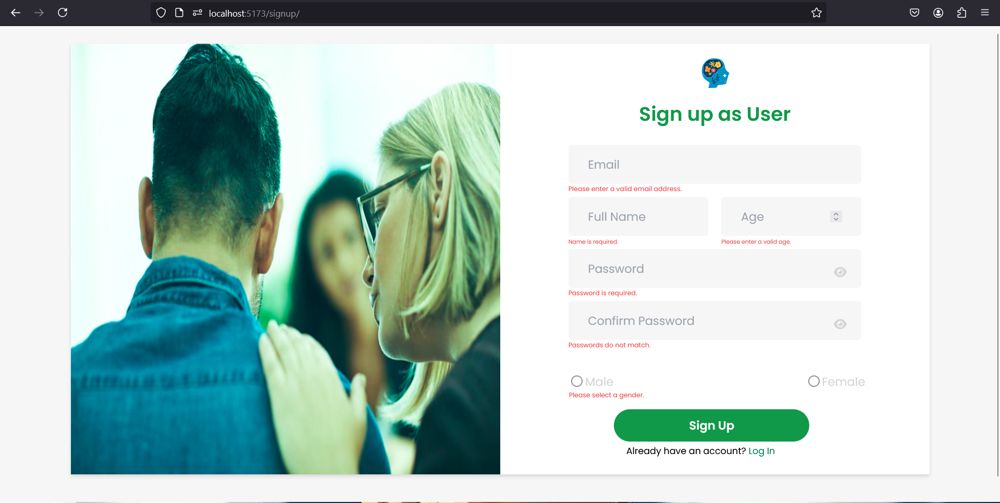 localhost:5173/signup/
Sign up as User
Email
Please enter a valid email address.
Full Name
Age
Name is required.
Please enter a valid age.
Password
Password is required.
Confirm Password
Passwords do not match.
Male
Female
Please select a gender.
Sign Up
Already have an account? Log In